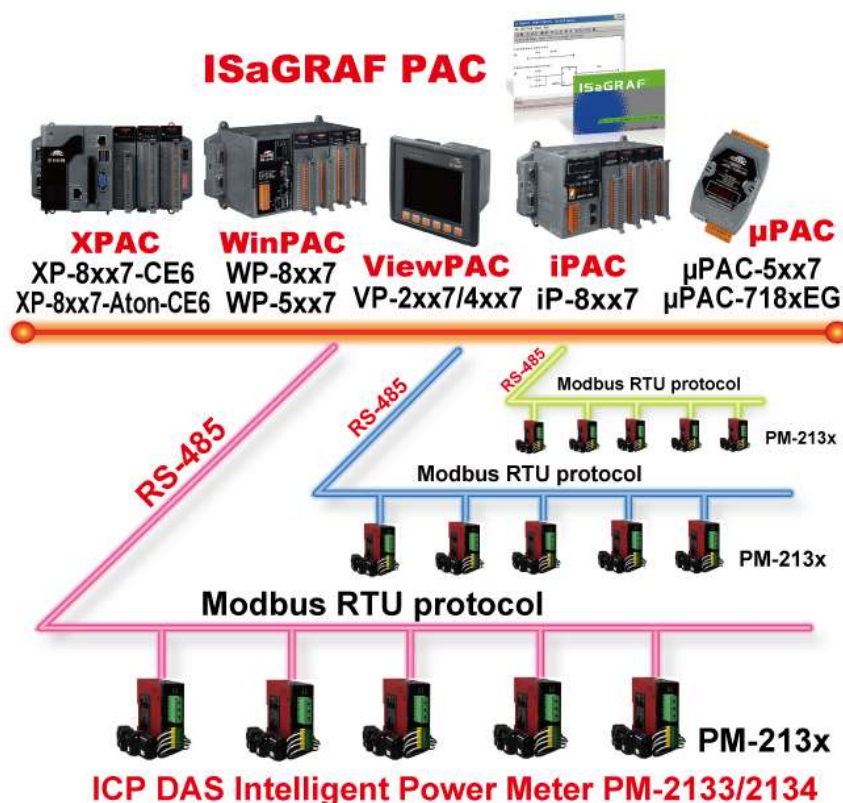 ISaGRAF PAC
ISaGRAF
XPAC
XP-8xx7-CE6
XP-8xx7-Aton-CE6
WinPAC
WP-8xx7
WP-5xx7
ViewPAC
VP-2xx7/4xx7
iPAC
iP-8xx7
µPAC
µPAC-5xx7
µPAC-718xEG
RS-485
Modbus RTU protocol
PM-213x
RS-485
Modbus RTU protocol
PM-213x
RS-485
Modbus RTU protocol
PM-213x
ICP DAS Intelligent Power Meter PM-2133/2134